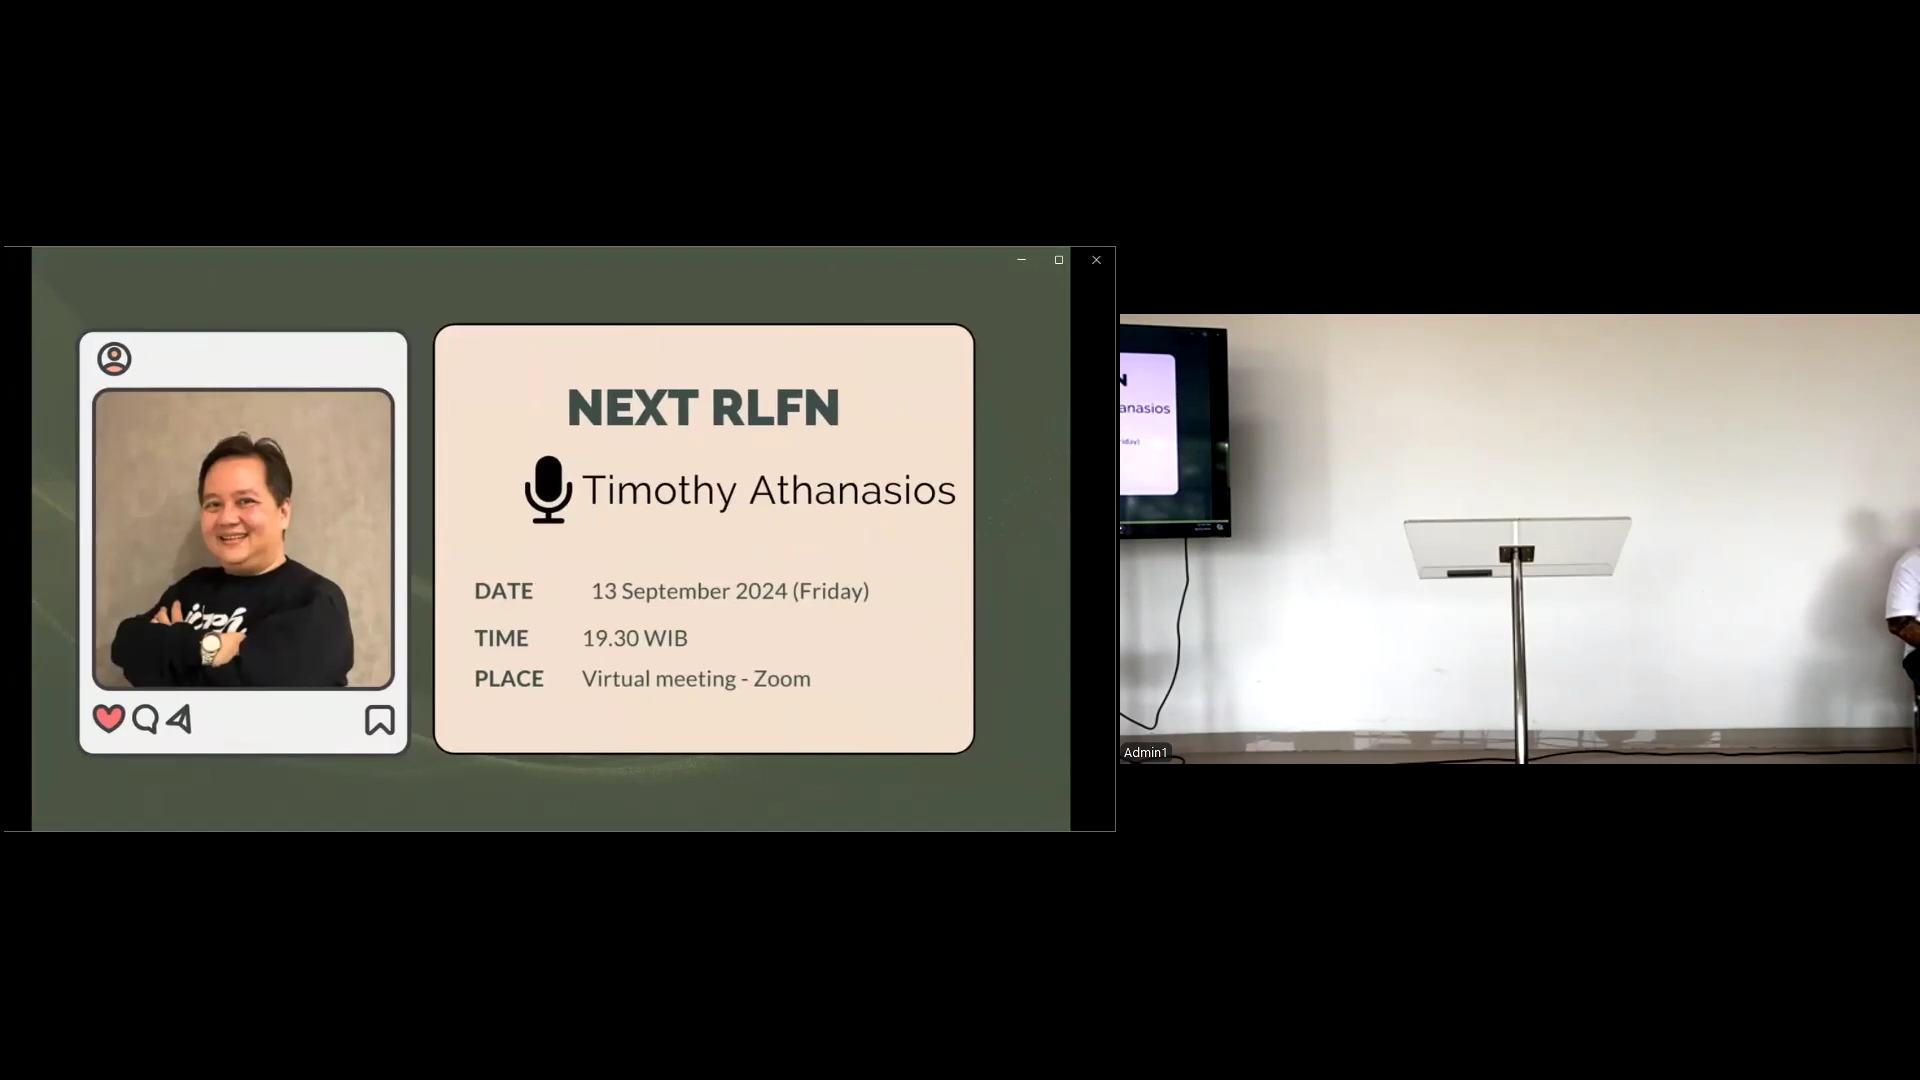 NEXT RLFN
Timothy Athanasios
DATE 13 September 2024 (Friday)
TIME 19.30 WIB
PLACE Virtual meeting - Zoom
N
anasios
Admin1